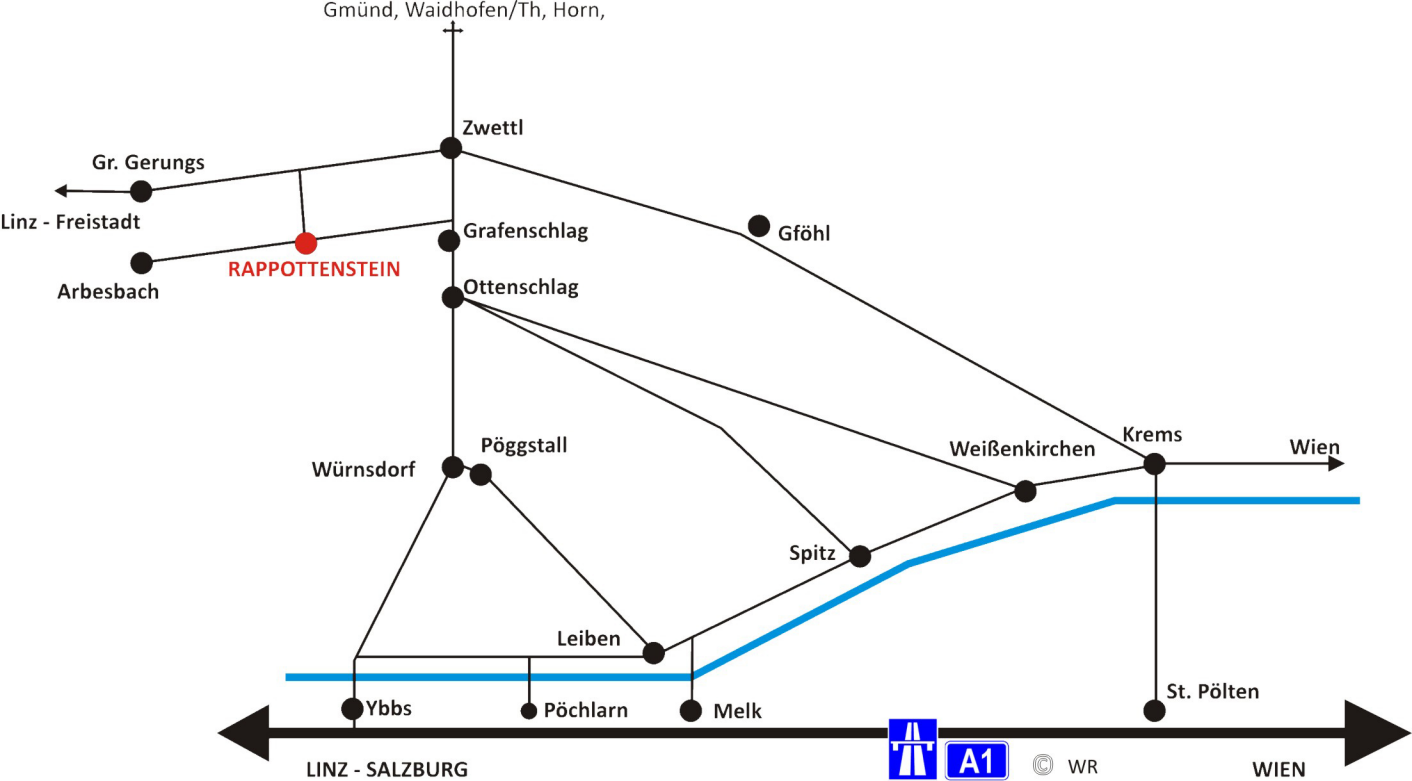 Gmünd, Waidhofen/Th, Horn,
Zwettl
Gr. Gerungs
Linz - Freistadt
Grafenschlag
Gföhl
RAPPOTTENSTEIN
Arbesbach
Ottenschlag
Krems
Weißenkirchen
Wien
Pöggstall
Würnsdorf
Spitz
Leiben
St. Pölten
Ybbs
Pöchlarn
Melk
A1
© WR
LINZ - SALZBURG
WIEN